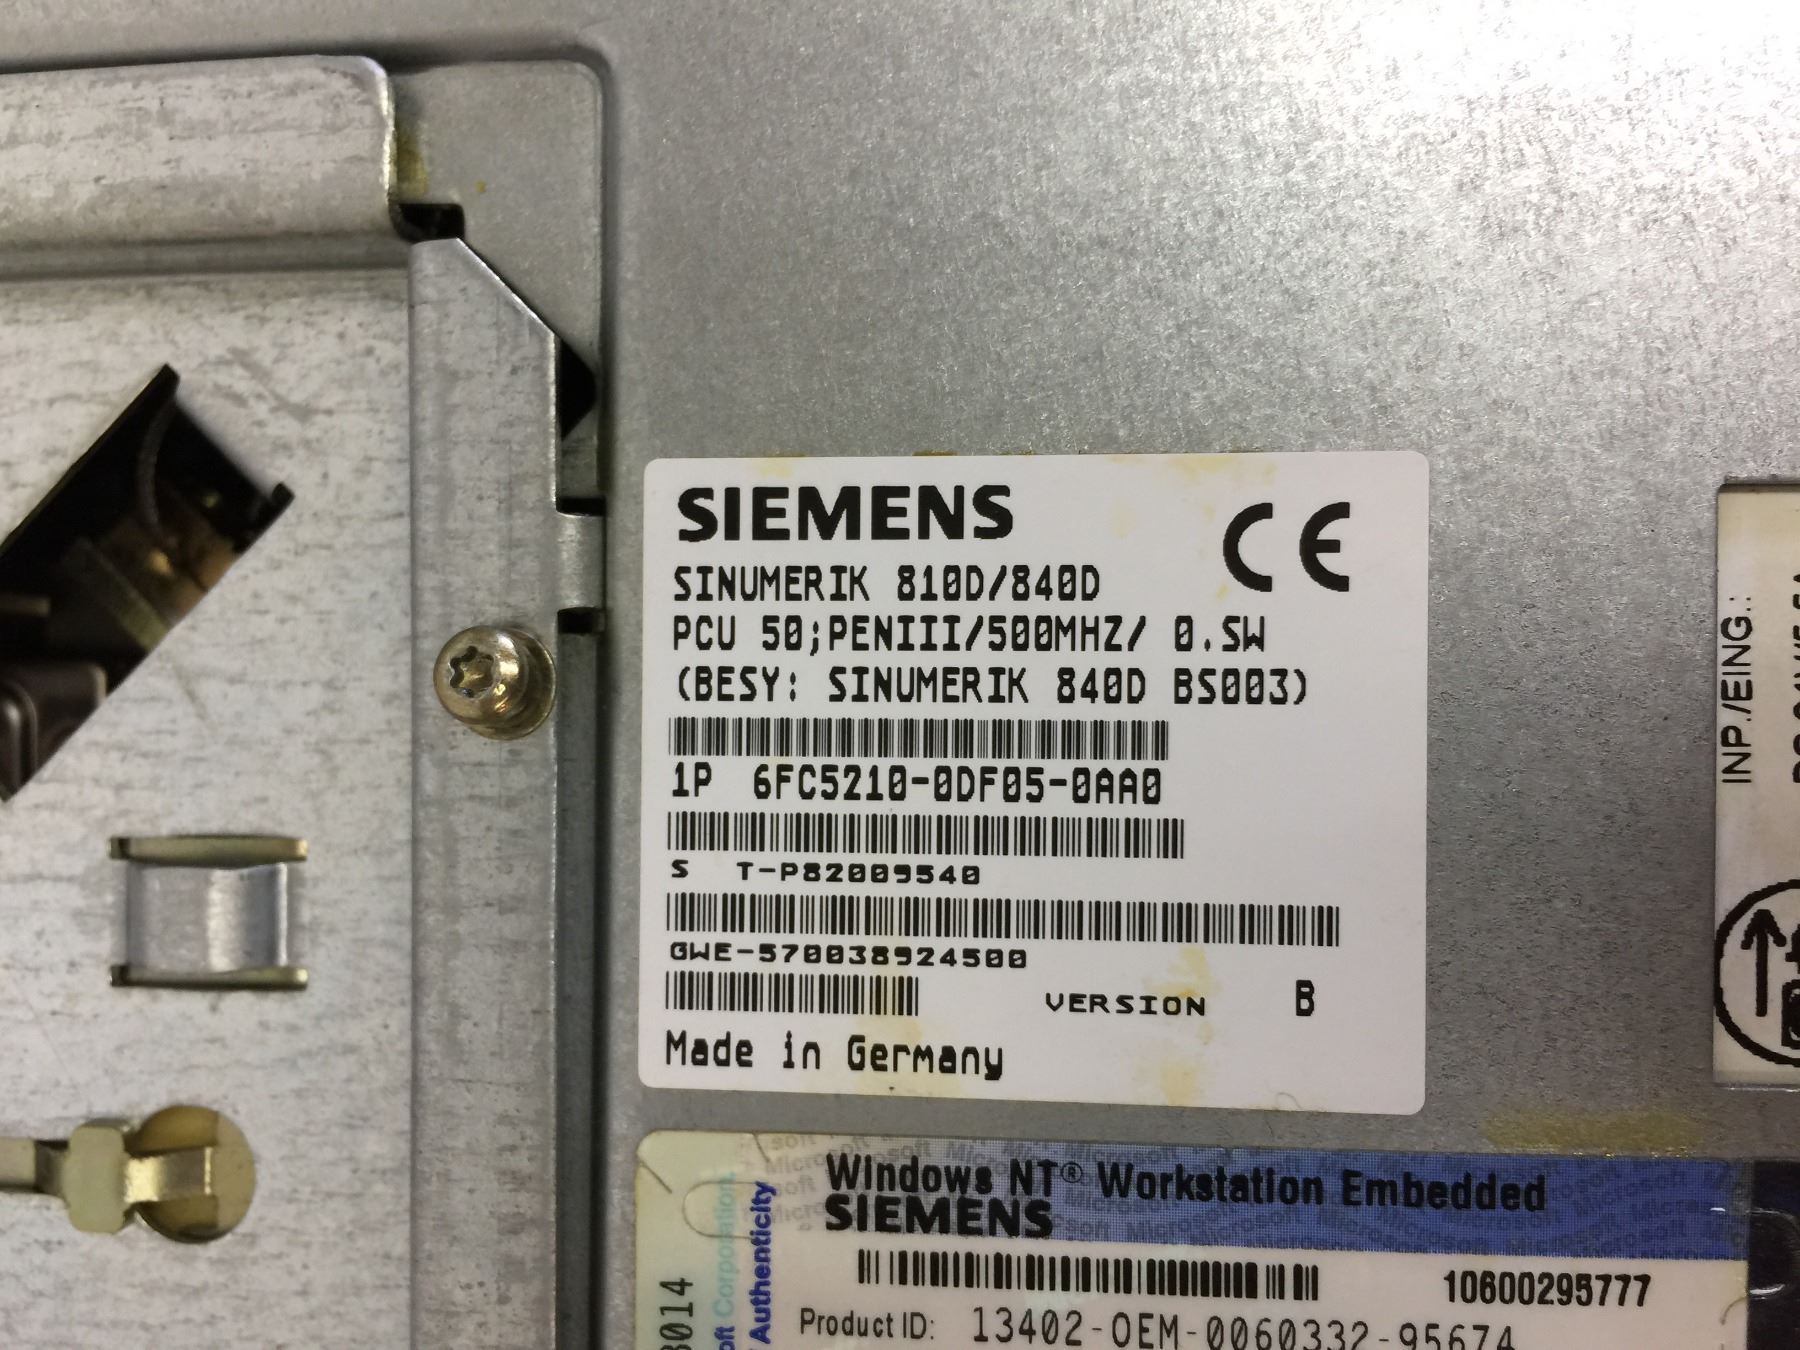 SIEMENS
CE
SINUMERIK 810D/840D
PCU 50;PENIII/500MHZ/ 0.SW
(BESY: SINUMERIK 840D BS003)
1P 6FC5210-0DF05-0AA0
S T-P82009540
GWE-570038924500
VERSION B
Made in Germany
INP./EING.:
Windows NT® Workstation Embedded
SIEMENS
10600295777
Product ID: 13402-OEM-0060332-95674
Authenticity
Corporation